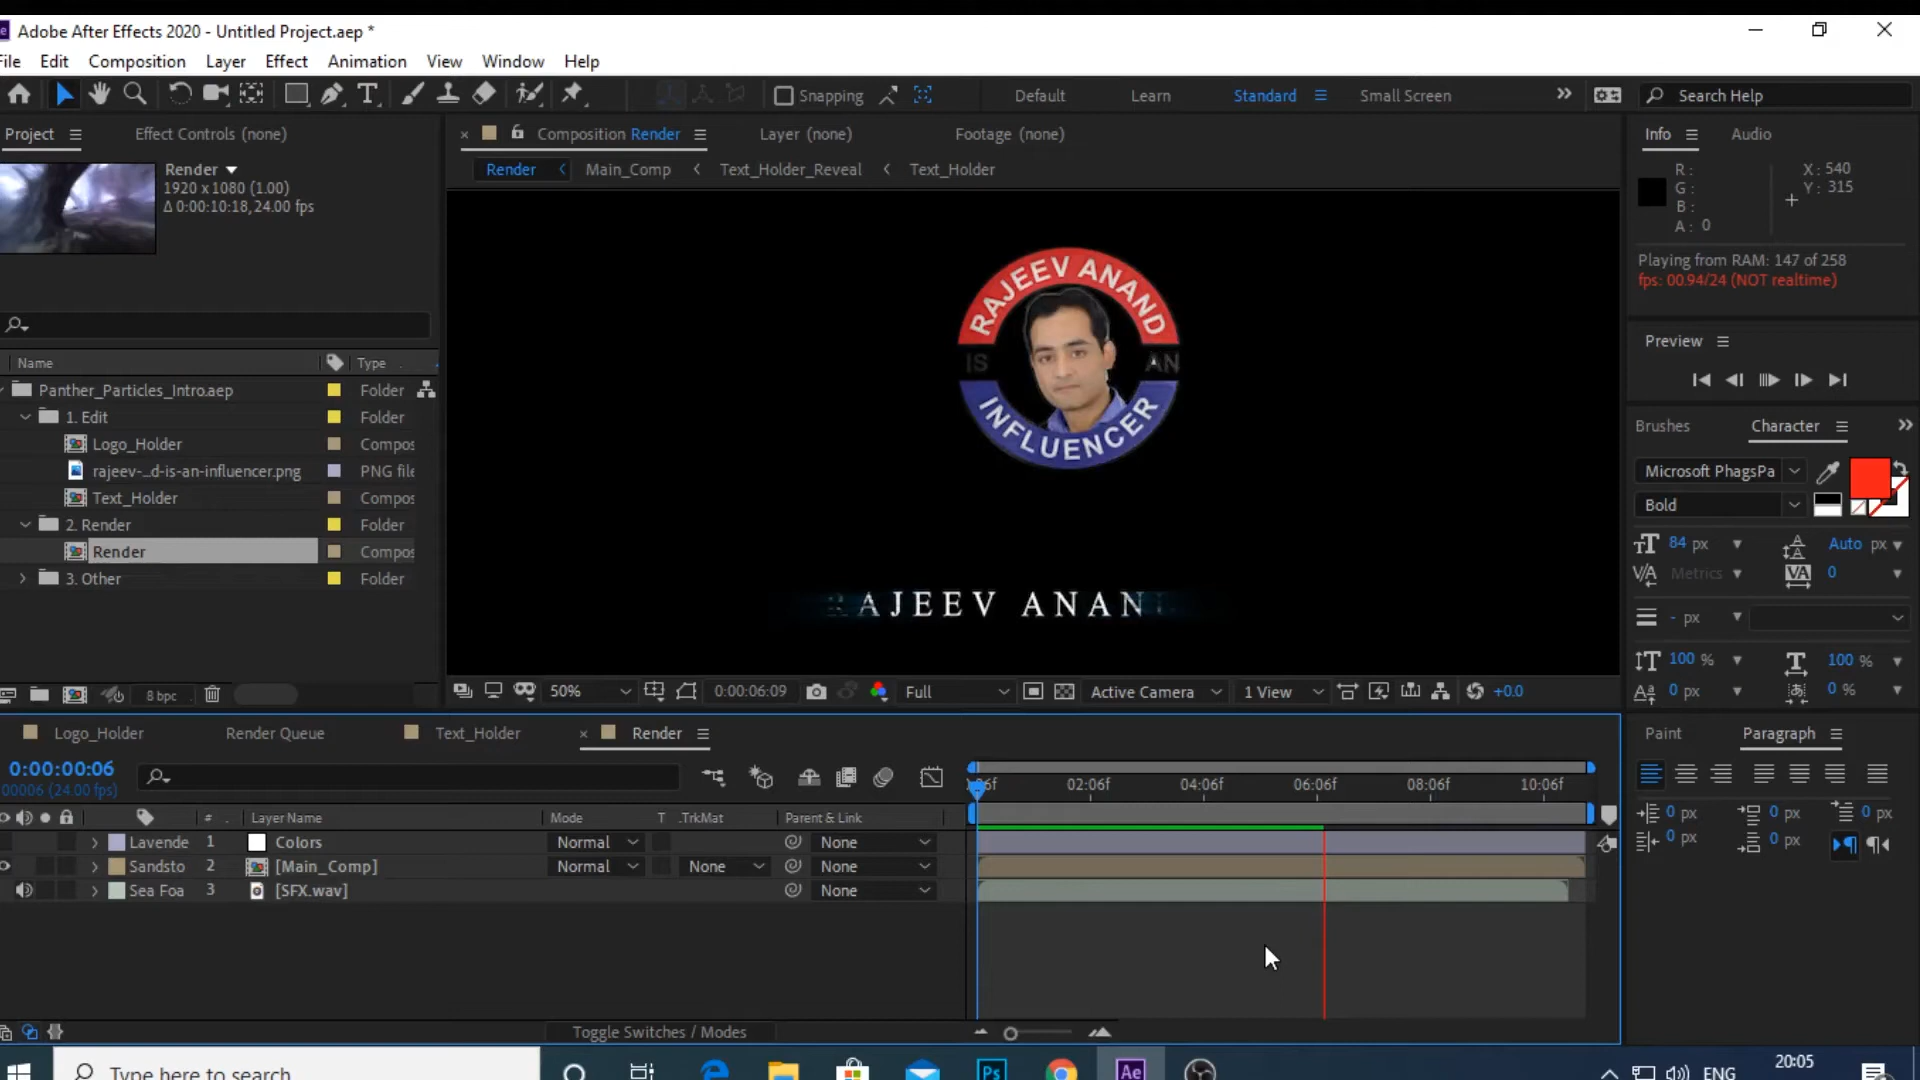 Adobe After Effects 2020 - Untitled Project.aep *
File Edit Composition Layer Effect Animation View Window Help
Snapping Default Learn Standard Small Screen Search Help
Project Effect Controls (none)
Composition Render Layer (none) Footage (none)
Info Audio
Render
1920 x 1080 (1.00)
Δ 0:00:10:18, 24.00 fps
Render Main_Comp Text_Holder_Reveal Text_Holder
R :
G :
B :
A : 0
X : 540
Y : 315
Playing from RAM: 147 of 258
fps: 00.94/24 (NOT realtime)
RAJEEV ANAND
IS AN
INFLUENCER
RAJEEV ANAN
Preview
Name Type
Panther_Particles_Intro.aep Folder
1. Edit Folder
Logo_Holder Compos
rajeev-...d-is-an-influencer.png PNG file
Text_Holder Compos
2. Render Folder
Render Compos
3. Other Folder
8 bpc
50% 0:00:06:09 Full Active Camera 1 View +0.0
Brushes Character
Microsoft PhagsPa
Bold
84 px Auto px
Metrics 0
- px
100 % 100 %
0 px 0 %
Logo_Holder Render Queue Text_Holder Render
0:00:00:06
00006 (24.00 fps)
02:06f 04:06f 06:06f 08:06f 10:06f
# Layer Name Mode T .TrkMat Parent & Link
Lavende 1 Colors Normal None
Sandsto 2 [Main_Comp] Normal None None
Sea Foa 3 [SFX.wav] None
Toggle Switches / Modes
Paint Paragraph
0 px 0 px 0 px
0 px 0 px
Type here to search
Ps Ae
ENG
20:05